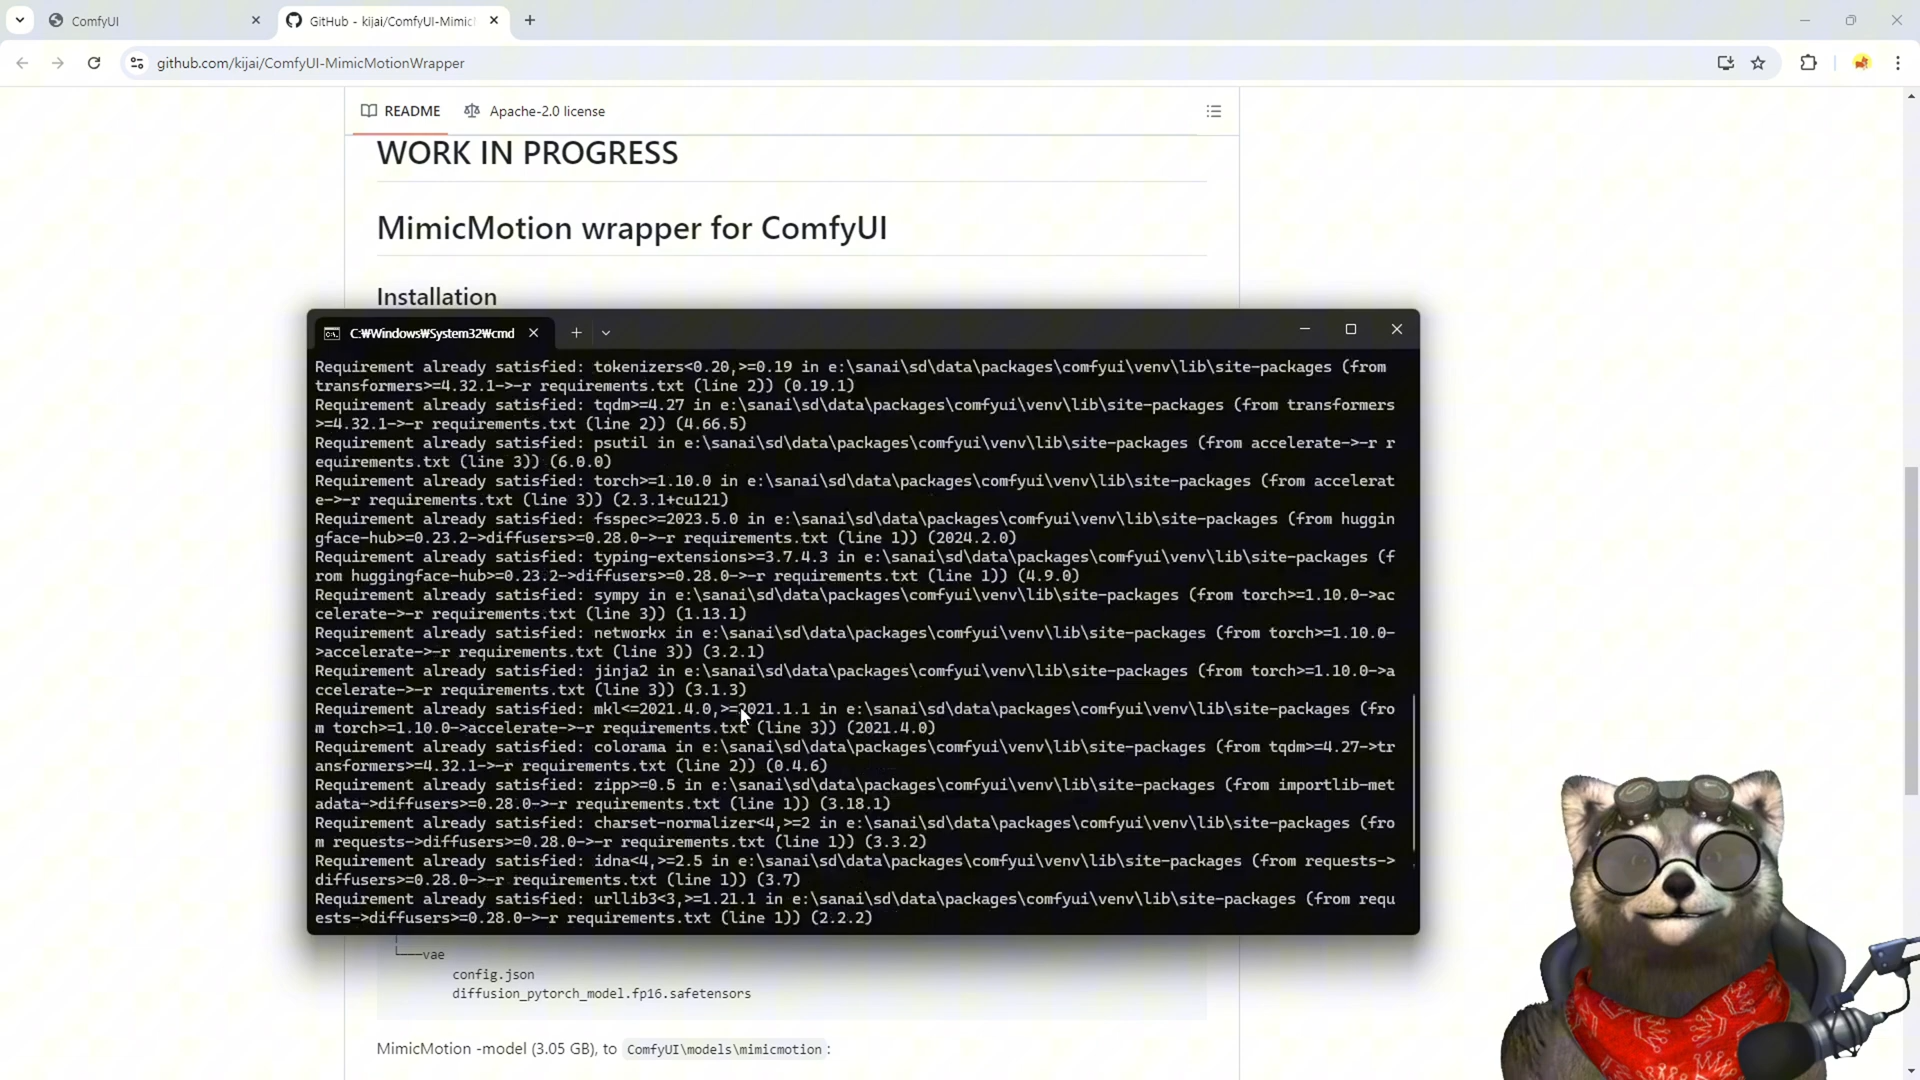 ComfyUI
GitHub - kijai/ComfyUI-Mimic
github.com/kijai/ComfyUI-MimicMotionWrapper
README
Apache-2.0 license
WORK IN PROGRESS
MimicMotion wrapper for ComfyUI
Installation
C:₩Windows₩System32₩cmd
Requirement already satisfied: tokenizers<0.20,>=0.19 in e:\sanai\sd\data\packages\comfyui\venv\lib\site-packages (from
transformers>=4.32.1->-r requirements.txt (line 2)) (0.19.1)
Requirement already satisfied: tqdm>=4.27 in e:\sanai\sd\data\packages\comfyui\venv\lib\site-packages (from transformers
>=4.32.1->-r requirements.txt (line 2)) (4.66.5)
Requirement already satisfied: psutil in e:\sanai\sd\data\packages\comfyui\venv\lib\site-packages (from accelerate->-r r
equirements.txt (line 3)) (6.0.0)
Requirement already satisfied: torch>=1.10.0 in e:\sanai\sd\data\packages\comfyui\venv\lib\site-packages (from accelerat
e->-r requirements.txt (line 3)) (2.3.1+cu121)
Requirement already satisfied: fsspec>=2023.5.0 in e:\sanai\sd\data\packages\comfyui\venv\lib\site-packages (from huggin
gface-hub>=0.23.2->diffusers>=0.28.0->-r requirements.txt (line 1)) (2024.2.0)
Requirement already satisfied: typing-extensions>=3.7.4.3 in e:\sanai\sd\data\packages\comfyui\venv\lib\site-packages (f
rom huggingface-hub>=0.23.2->diffusers>=0.28.0->-r requirements.txt (line 1)) (4.9.0)
Requirement already satisfied: sympy in e:\sanai\sd\data\packages\comfyui\venv\lib\site-packages (from torch>=1.10.0->ac
celerate->-r requirements.txt (line 3)) (1.13.1)
Requirement already satisfied: networkx in e:\sanai\sd\data\packages\comfyui\venv\lib\site-packages (from torch>=1.10.0-
>accelerate->-r requirements.txt (line 3)) (3.2.1)
Requirement already satisfied: jinja2 in e:\sanai\sd\data\packages\comfyui\venv\lib\site-packages (from torch>=1.10.0->a
ccelerate->-r requirements.txt (line 3)) (3.1.3)
Requirement already satisfied: mkl<=2021.4.0,>=2021.1.1 in e:\sanai\sd\data\packages\comfyui\venv\lib\site-packages (fro
m torch>=1.10.0->accelerate->-r requirements.txt (line 3)) (2021.4.0)
Requirement already satisfied: colorama in e:\sanai\sd\data\packages\comfyui\venv\lib\site-packages (from tqdm>=4.27->tr
ansformers>=4.32.1->-r requirements.txt (line 2)) (0.4.6)
Requirement already satisfied: zipp>=0.5 in e:\sanai\sd\data\packages\comfyui\venv\lib\site-packages (from importlib-met
adata->diffusers>=0.28.0->-r requirements.txt (line 1)) (3.18.1)
Requirement already satisfied: charset-normalizer<4,>=2 in e:\sanai\sd\data\packages\comfyui\venv\lib\site-packages (fro
m requests->diffusers>=0.28.0->-r requirements.txt (line 1)) (3.3.2)
Requirement already satisfied: idna<4,>=2.5 in e:\sanai\sd\data\packages\comfyui\venv\lib\site-packages (from requests->
diffusers>=0.28.0->-r requirements.txt (line 1)) (3.7)
Requirement already satisfied: urllib3<3,>=1.21.1 in e:\sanai\sd\data\packages\comfyui\venv\lib\site-packages (from requ
ests->diffusers>=0.28.0->-r requirements.txt (line 1)) (2.2.2)
└───vae
config.json
diffusion_pytorch_model.fp16.safetensors
MimicMotion -model (3.05 GB), to ComfyUI\models\mimicmotion :